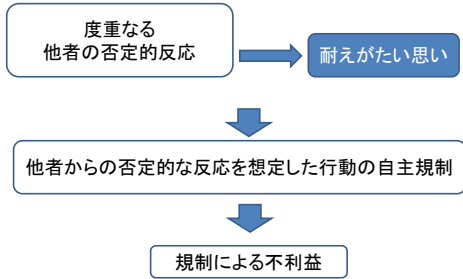 度重なる
他者の否定的反応
耐えがたい思い
他者からの否定的な反応を想定した行動の自主規制
規制による不利益